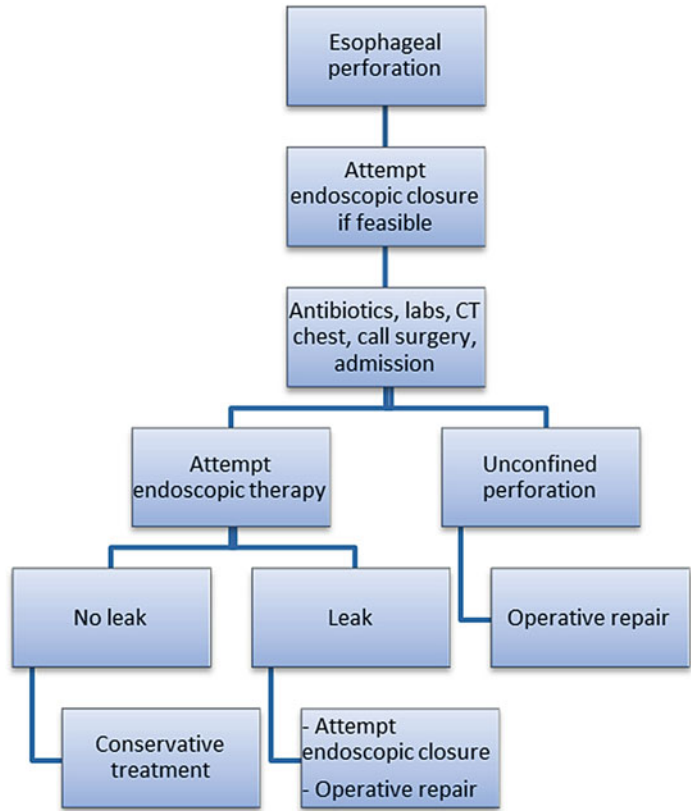 Esophageal
perforation
Attempt
endoscopic closure
if feasible
Antibiotics, labs, CT
chest, call surgery,
admission
Attempt
endoscopic therapy
Unconfined
perforation
No leak
Leak
Operative repair
Conservative
treatment
- Attempt
endoscopic closure
- Operative repair